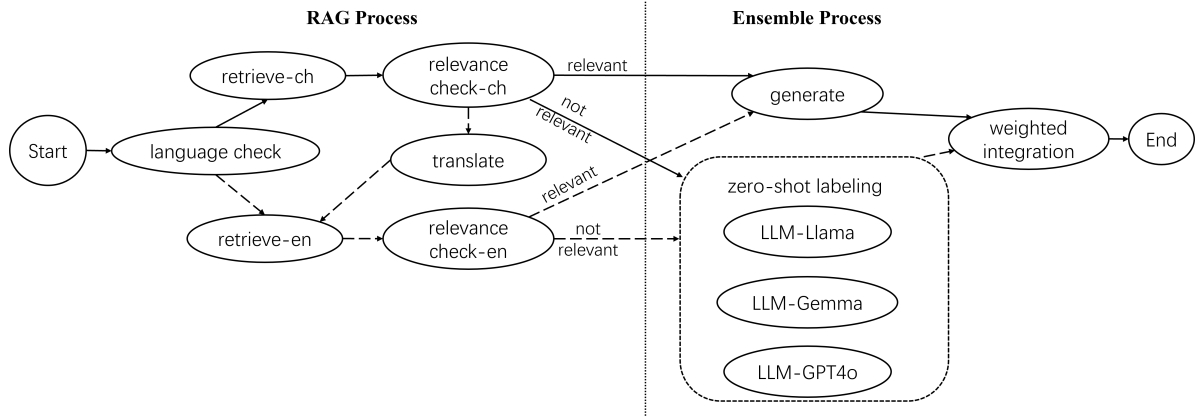 RAG Process
Ensemble Process
retrieve-ch
relevance
check-ch
relevant
generate
not
relevant
Start
language check
translate
weighted
integration
End
relevant
zero-shot labeling
retrieve-en
relevance
check-en
not
relevant
LLM-Llama
LLM-Gemma
LLM-GPT4o